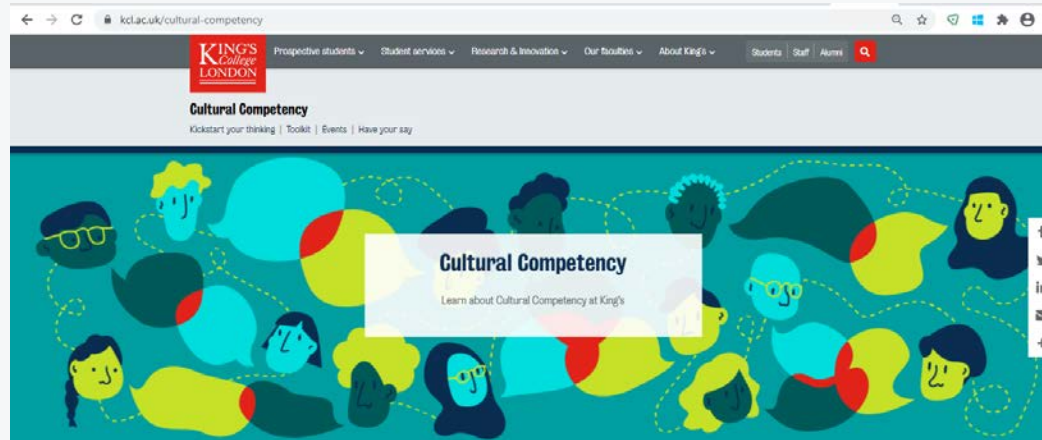 kcl.ac.uk/cultural-competency
KING'S
College
LONDON
Prospective students Student services Research & Innovation Our faculties About King's Students | Staff | Alumni
Cultural Competency
Kickstart your thinking | Toolkit | Events | Have your say
Cultural Competency
Learn about Cultural Competency at King's
in